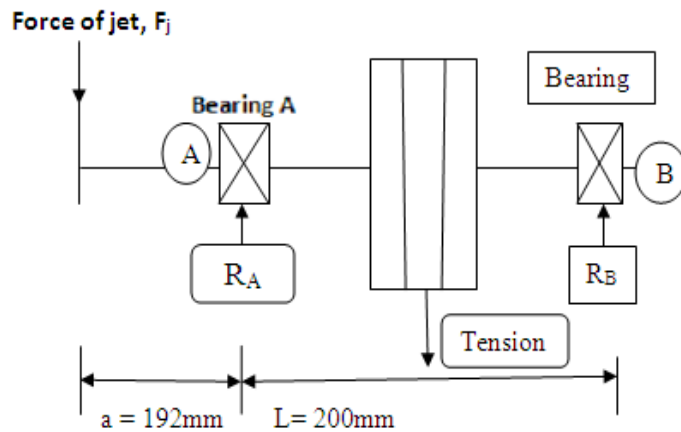 Force of jet, Fj
Bearing A
Bearing
A
B
RA
RB
Tension
a = 192mm
L= 200mm